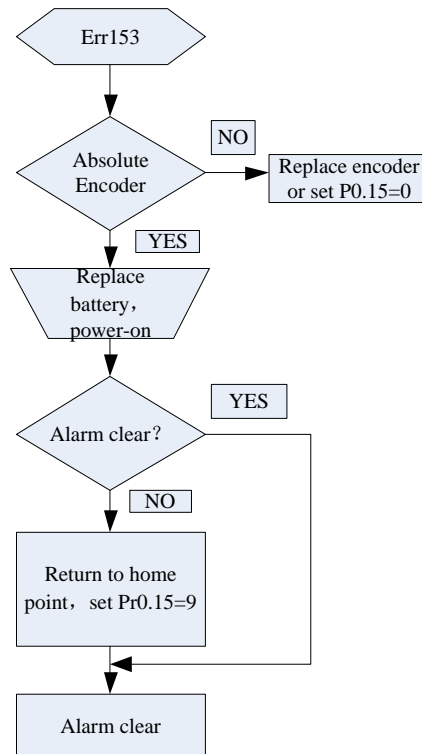 Err153
NO
Absolute
Encoder
Replace encoder
or set P0.15=0
YES
Replace
battery，
power-on
YES
Alarm clear？
NO
Return to home
point，set Pr0.15=9
Alarm clear